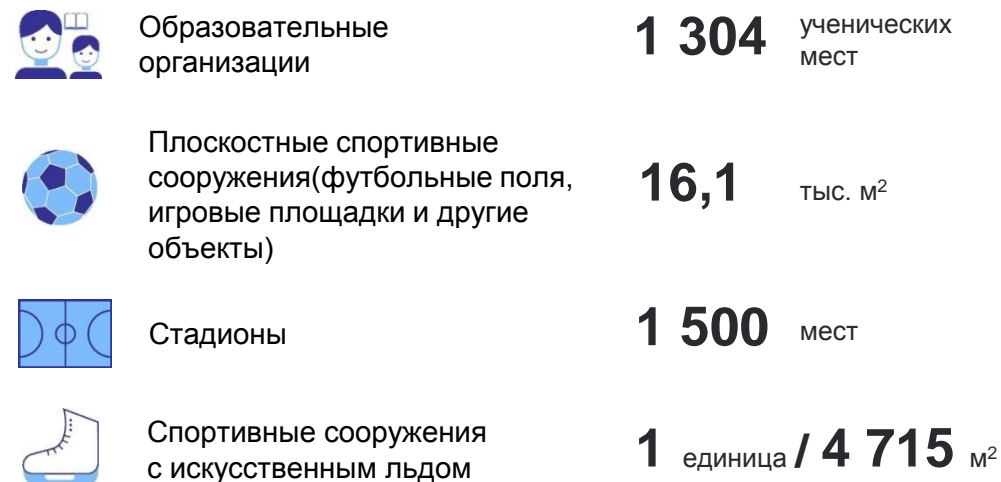 Образовательные
организации
1 304 ученических
мест
Плоскостные спортивные
сооружения(футбольные поля,
игровые площадки и другие
объекты)
16,1 тыс. м²
Стадионы
1 500 мест
Спортивные сооружения
с искусственным льдом
1 единица / 4 715 м²